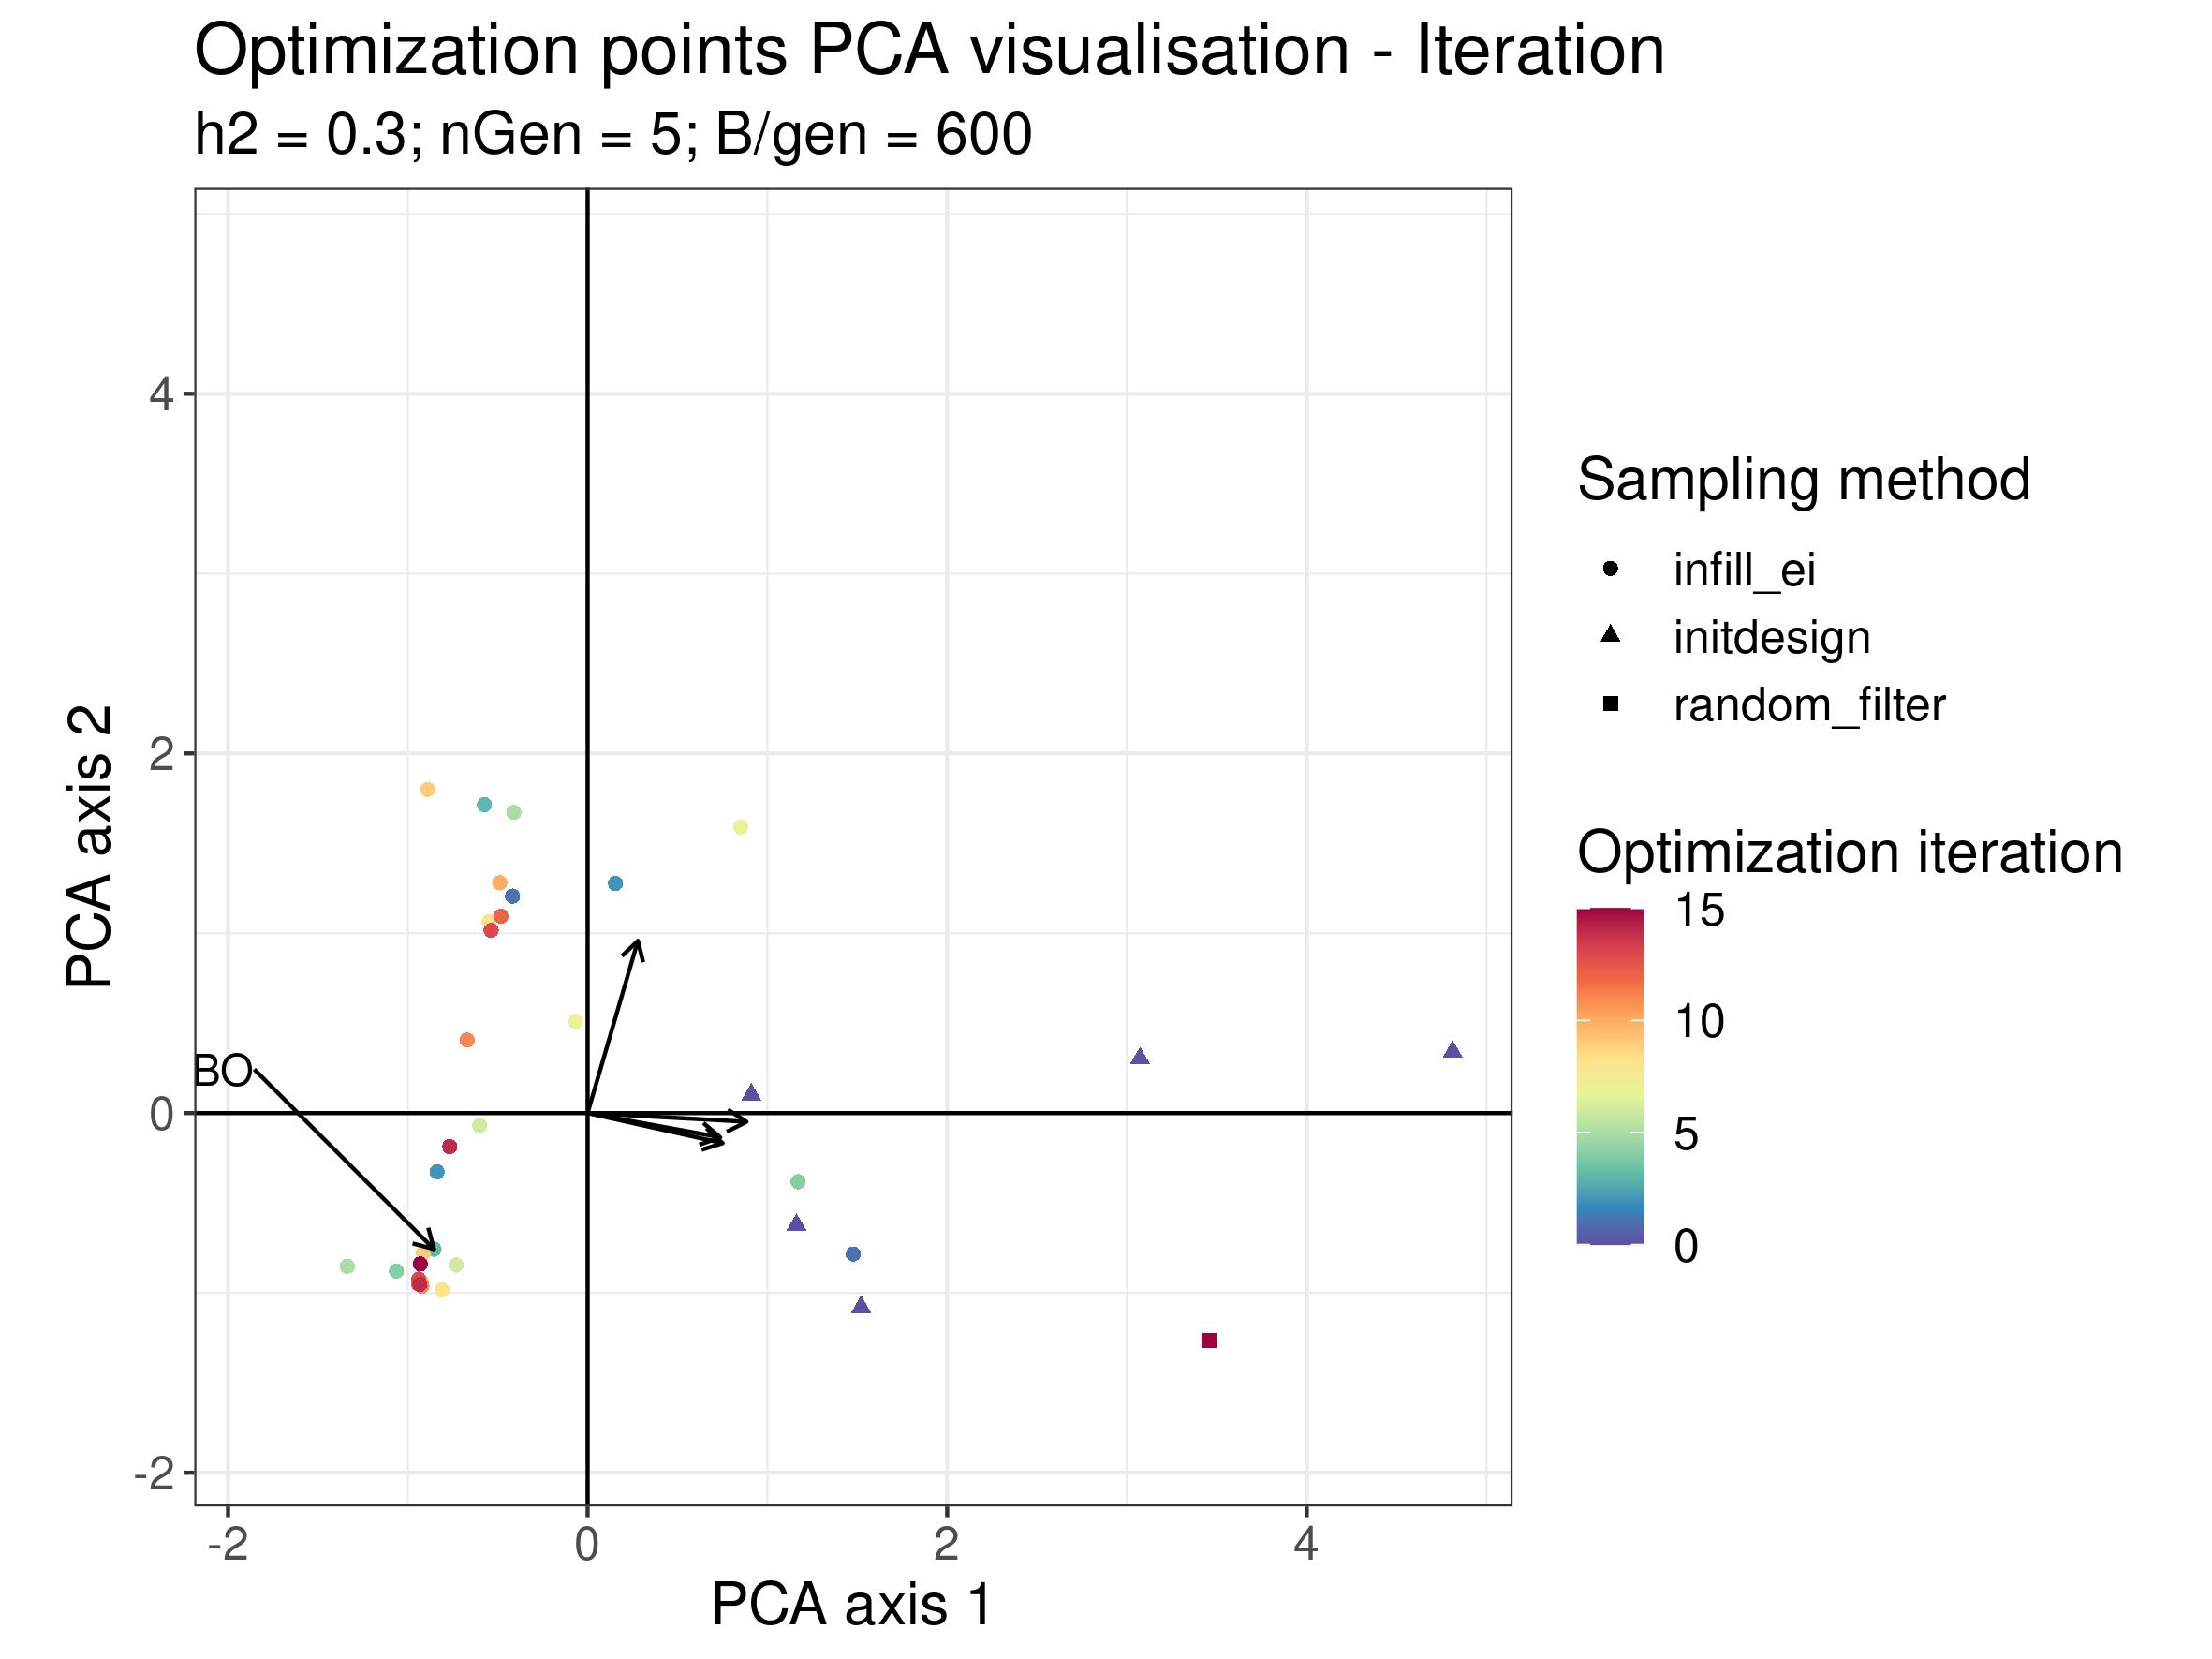 Optimization points PCA visualisation - Iteration
h2 = 0.3; nGen = 5; B/gen = 600
4
2
0
-2
PCA axis 2
BO
-2
0
2
4
PCA axis 1
Sampling method
infill_ei
initdesign
random_filter
Optimization iteration
15
10
5
0